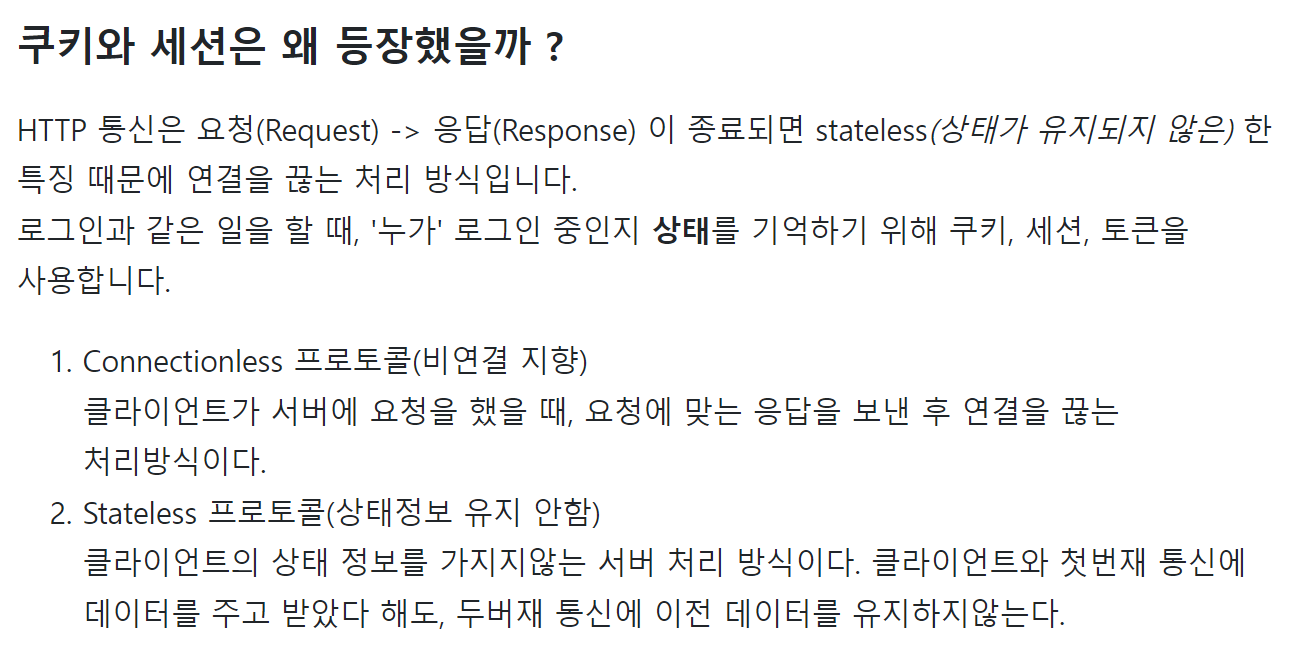 쿠키와 세션은 왜 등장했을까 ?
HTTP 통신은 요청(Request) -> 응답(Response) 이 종료되면 stateless(상태가 유지되지 않은) 한
특징 때문에 연결을 끊는 처리 방식입니다.
로그인과 같은 일을 할 때, '누가' 로그인 중인지 상태를 기억하기 위해 쿠키, 세션, 토큰을
사용합니다.
1. Connectionless 프로토콜(비연결 지향)
클라이언트가 서버에 요청을 했을 때, 요청에 맞는 응답을 보낸 후 연결을 끊는
처리방식이다.
2. Stateless 프로토콜(상태정보 유지 안함)
클라이언트의 상태 정보를 가지지않는 서버 처리 방식이다. 클라이언트와 첫번재 통신에
데이터를 주고 받았다 해도, 두버재 통신에 이전 데이터를 유지하지않는다.